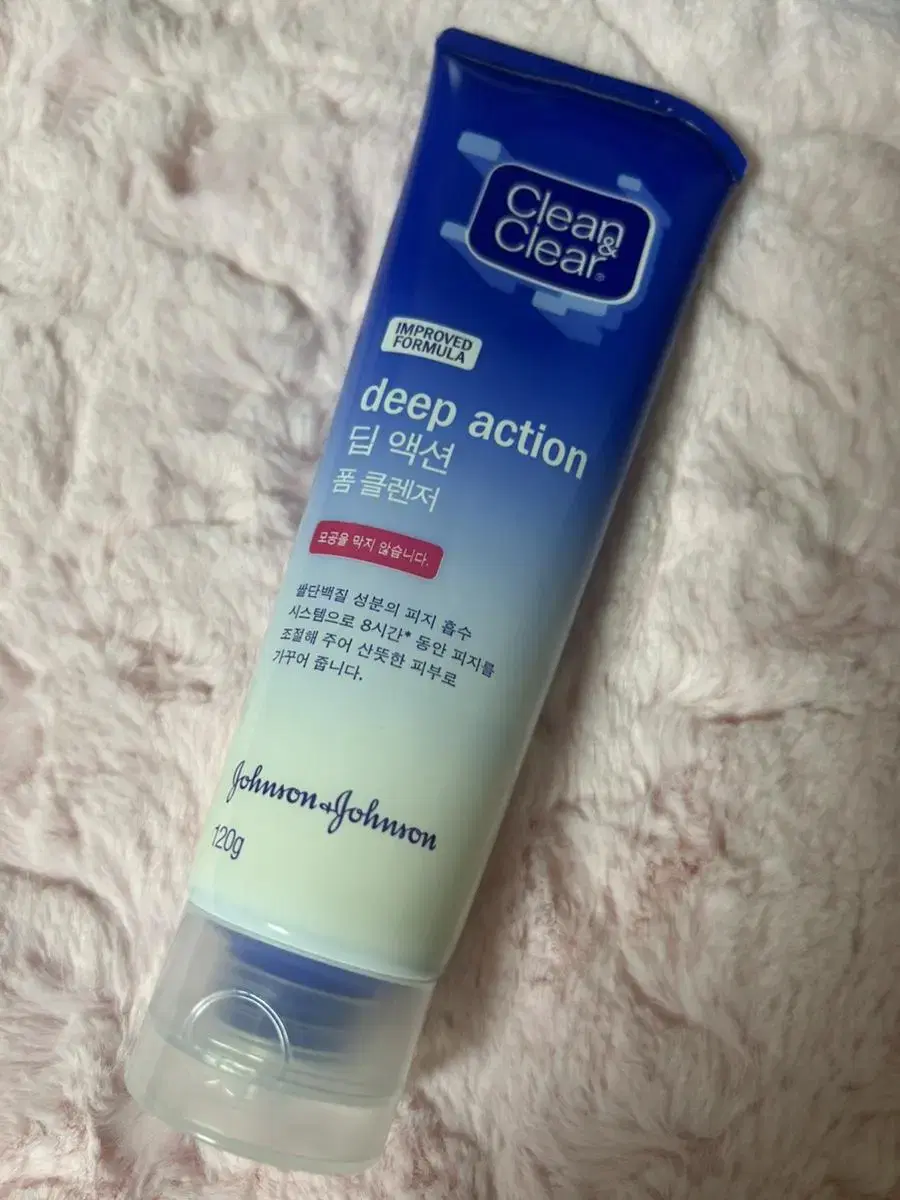 Clean
&
Clear®
IMPROVED
FORMULA
deep action
딥 액션
폼 클렌저
모공을 막지 않습니다.
쌀단백질 성분의 피지 흡수
시스템으로 8시간* 동안 피지를
조절해 주어 산뜻한 피부로
가꾸어 줍니다.
Johnson & Johnson
120g